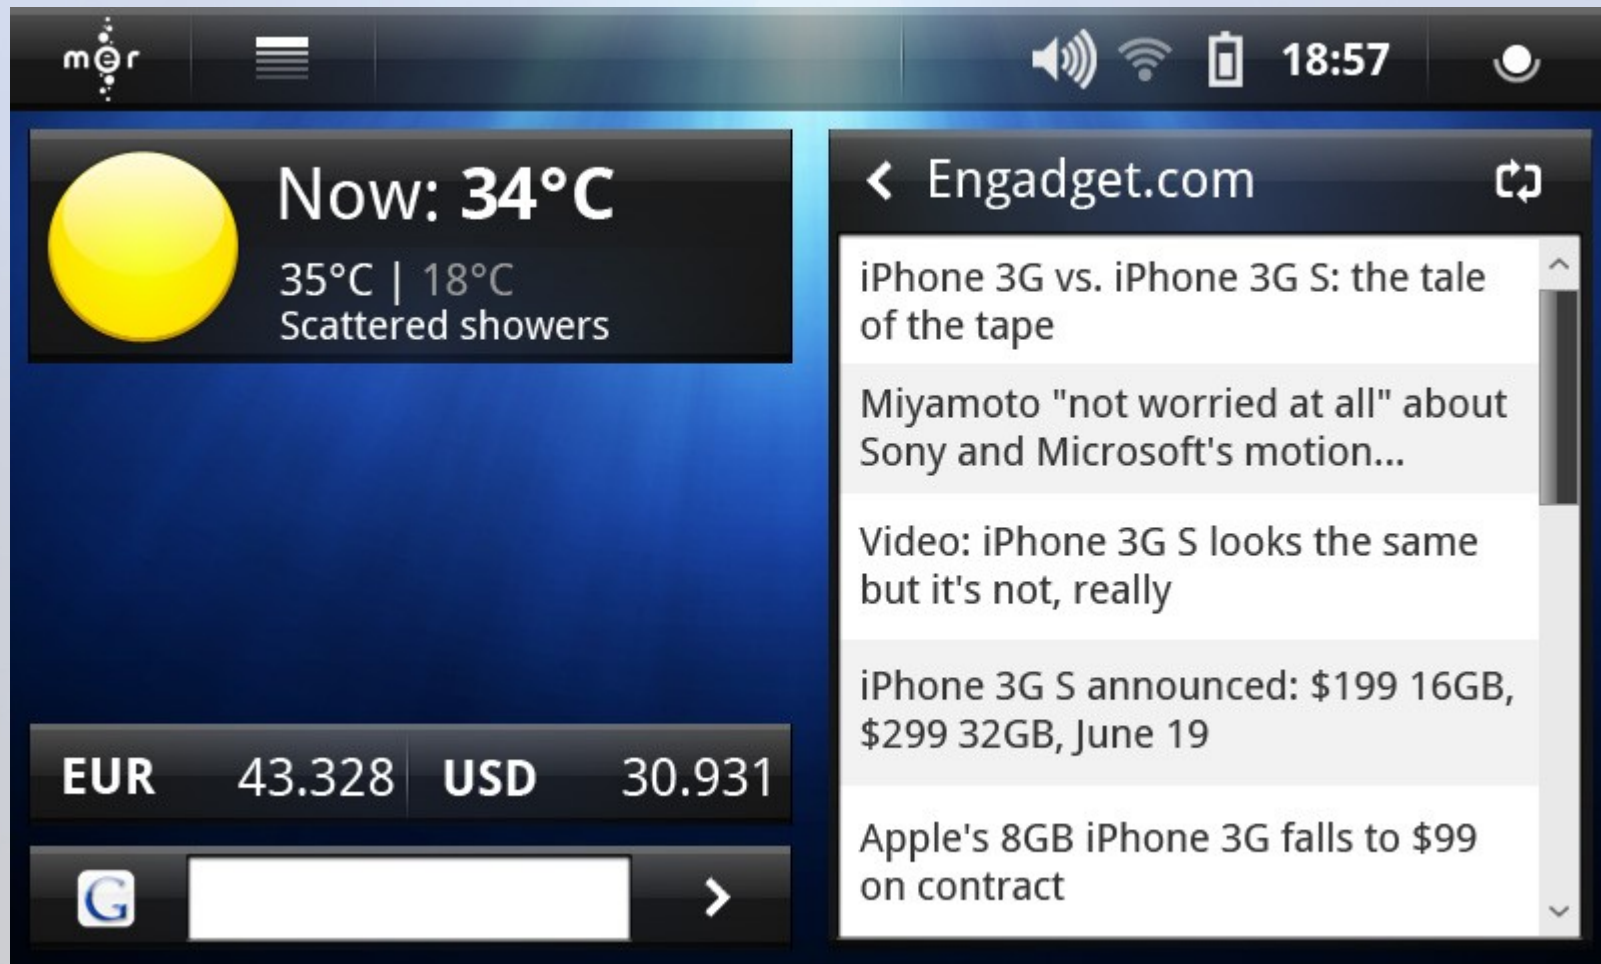 mer
18:57
Now: 34°C
35°C | 18°C
Scattered showers
EUR 43.328 USD 30.931
G
Engadget.com
iPhone 3G vs. iPhone 3G S: the tale
of the tape
Miyamoto "not worried at all" about
Sony and Microsoft's motion...
Video: iPhone 3G S looks the same
but it's not, really
iPhone 3G S announced: $199 16GB,
$299 32GB, June 19
Apple's 8GB iPhone 3G falls to $99
on contract